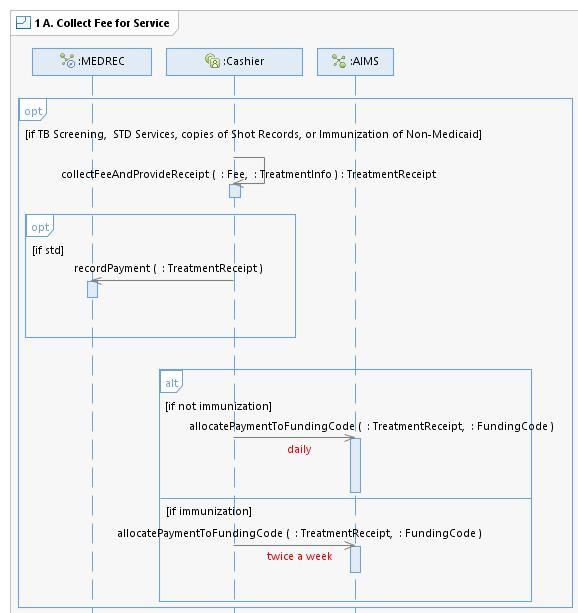 1 A. Collect Fee for Service
:MEDREC
:Cashier
:AIMS
opt
[if TB Screening, STD Services, copies of Shot Records, or Immunization of Non-Medicaid]
collectFeeAndProvideReceipt ( : Fee, : TreatmentInfo ) : TreatmentReceipt
opt
[if std]
recordPayment ( : TreatmentReceipt )
alt
[if not immunization]
allocatePaymentToFundingCode ( : TreatmentReceipt, : FundingCode )
daily
[if immunization]
allocatePaymentToFundingCode ( : TreatmentReceipt, : FundingCode )
twice a week